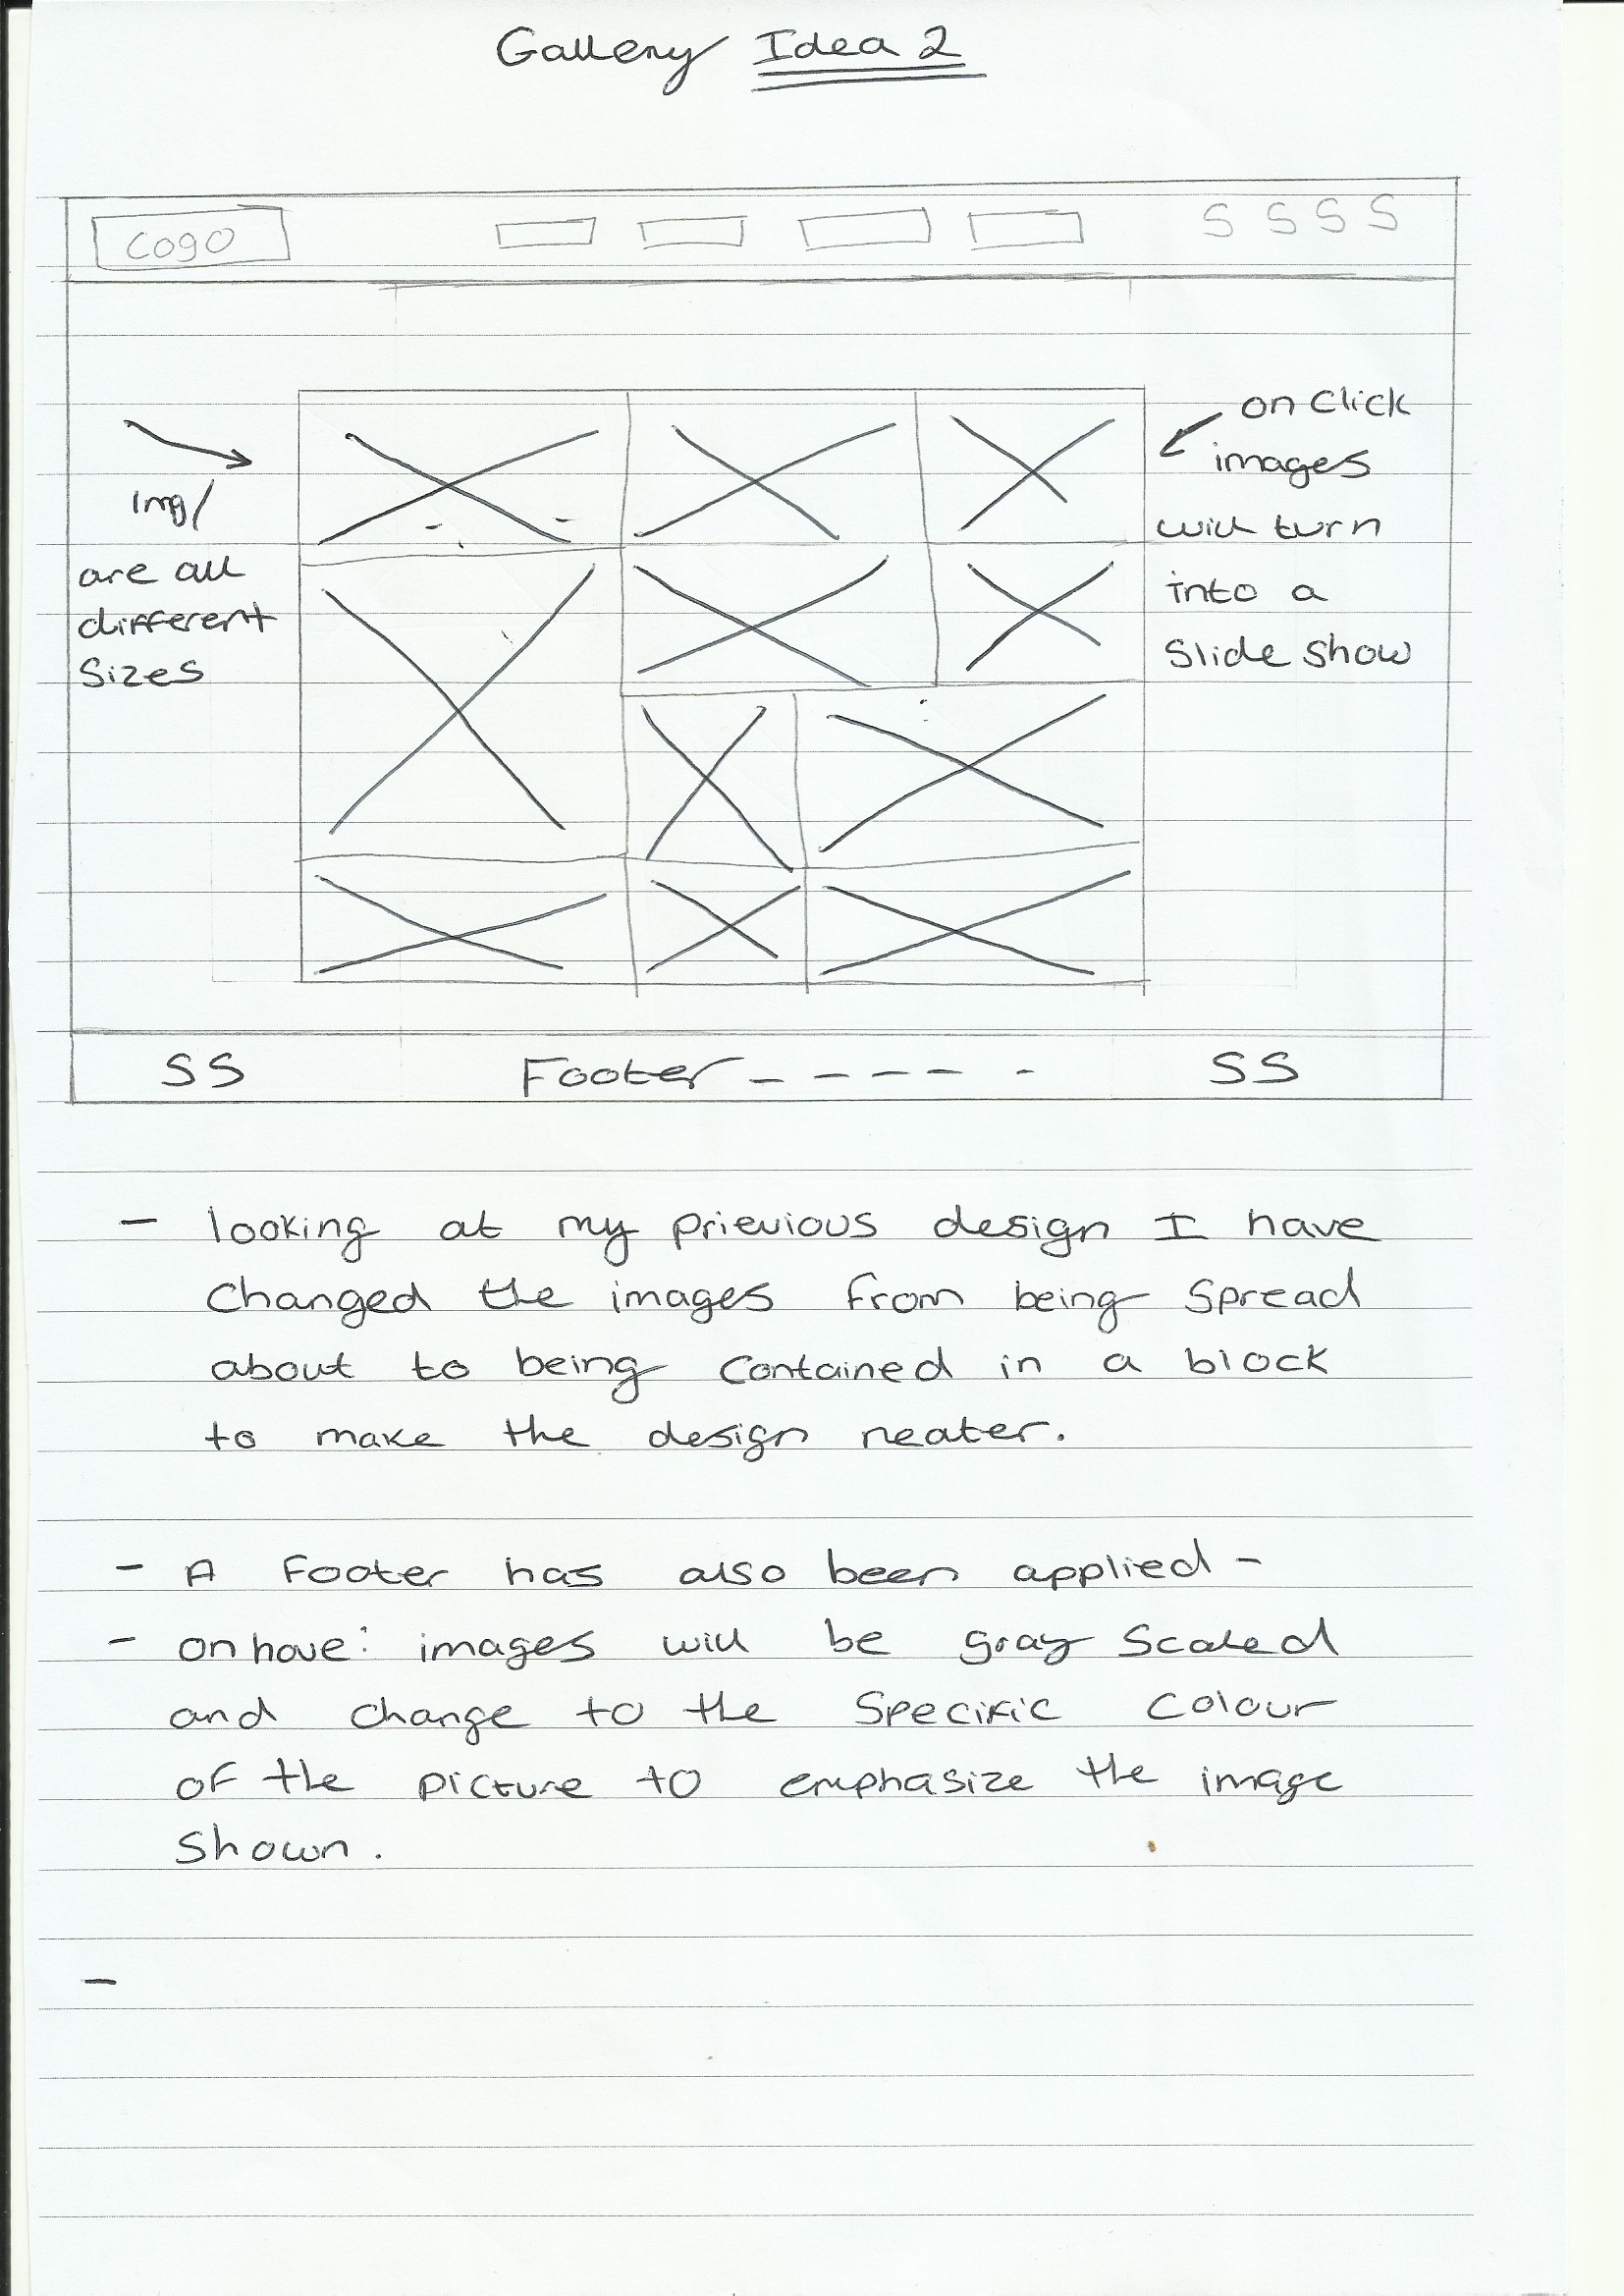 Gallery Idea 2
Logo
S S S S
on Click
images
will turn
into a
Slide show
Img/
are all
different
Sizes
SS Footer - - - - - SS
- looking at my prievious design I have
Changed the images from being Spread
about to being Contained in a block
to make the design neater.
- A Footer has also been applied -
- on hove: images will be gray Scaled
and change to the Specific Colour
of the picture to emphasize the image
Shown.
-